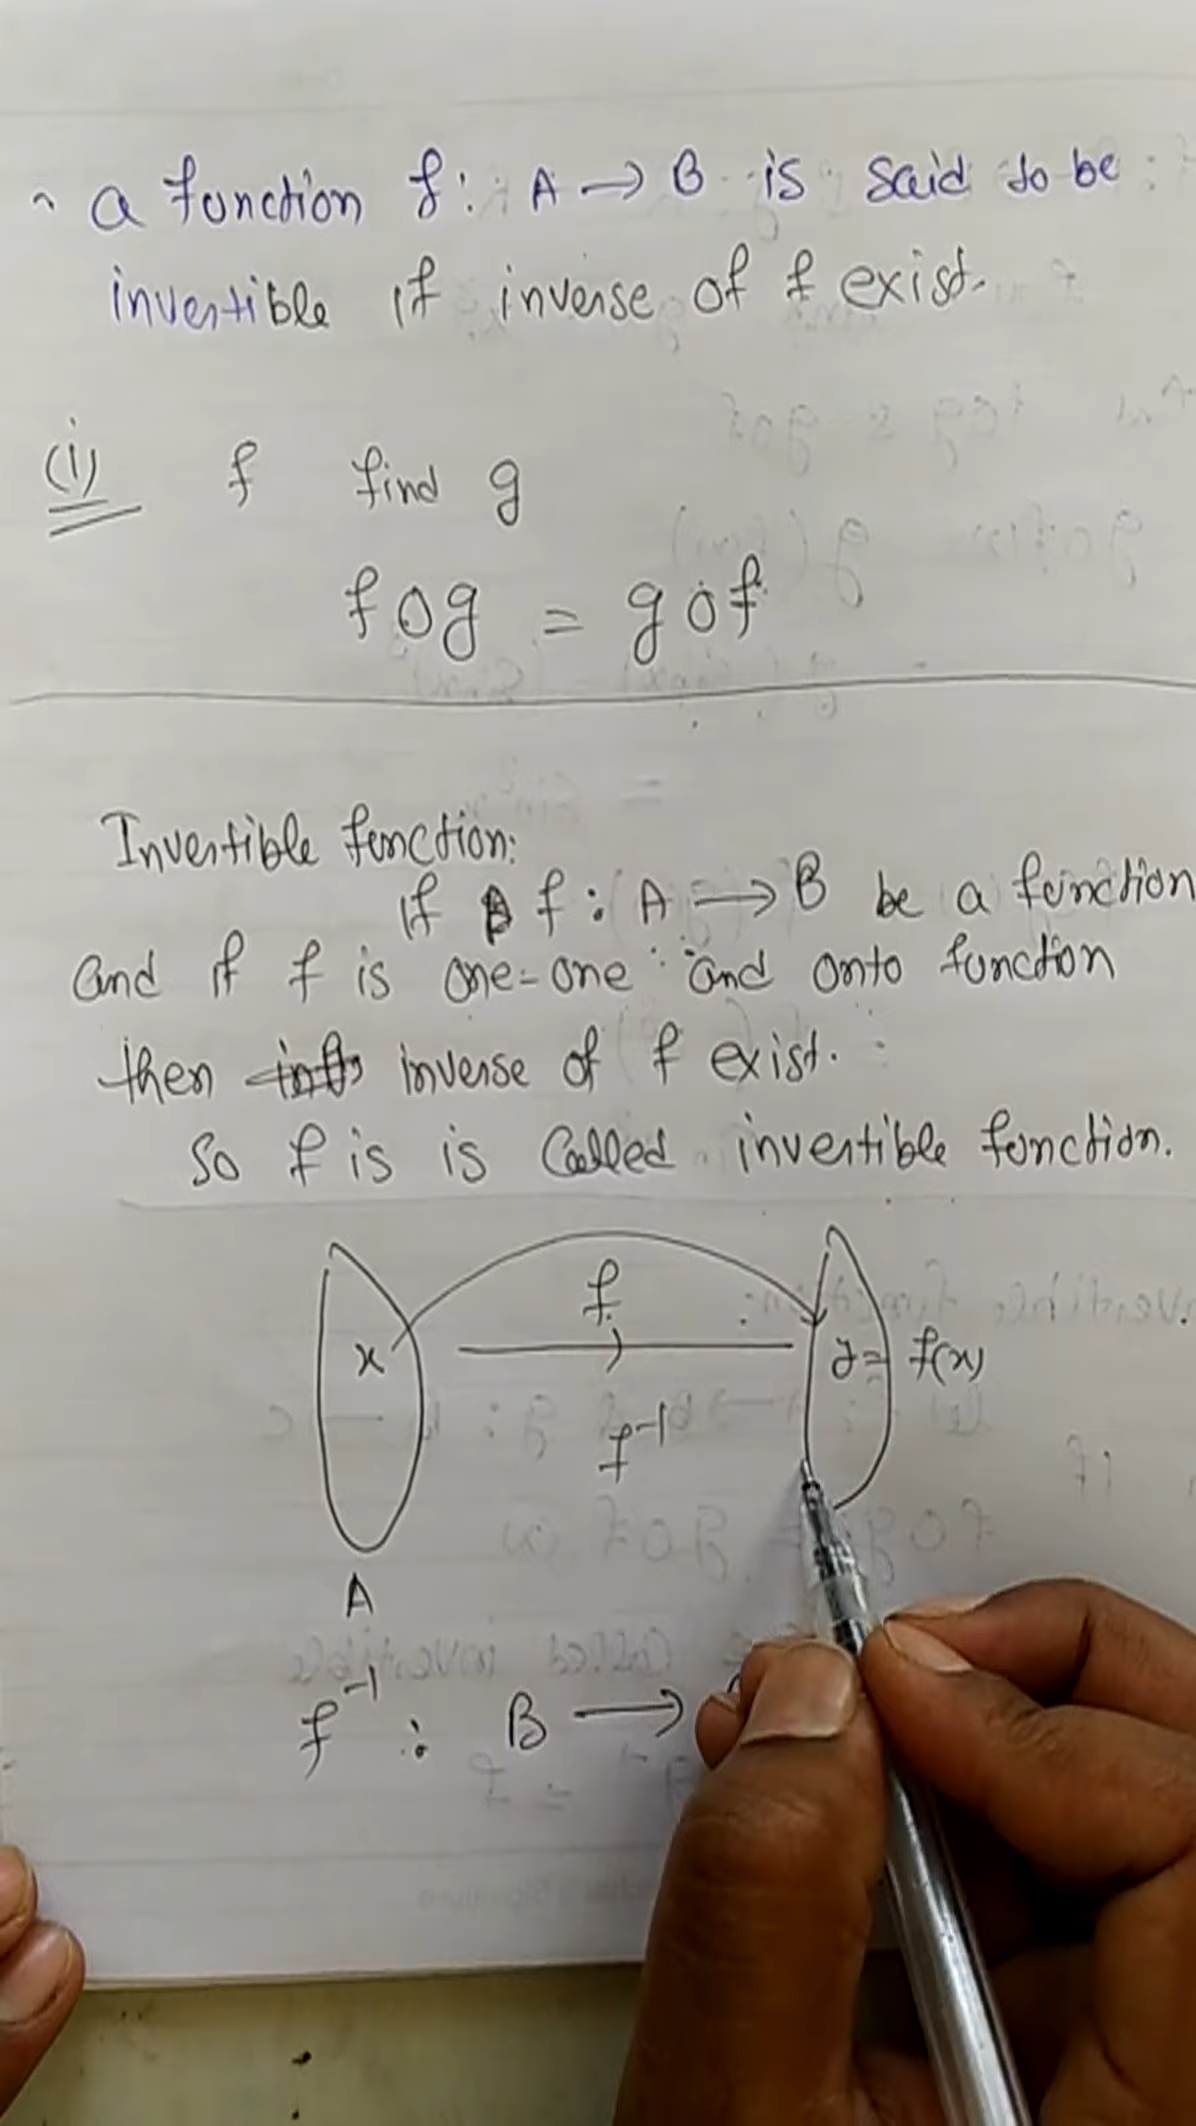 a function f : A → B is said to be
invertible if inverse of f exist.
(i) f find g
fog = gof
Invertible function:
if f : A → B be a function
and if f is one-one and onto function
then inverse of f exist.
So f is is Called invertible function.
f
x y = f(x)
f⁻¹
A
f⁻¹ : B →